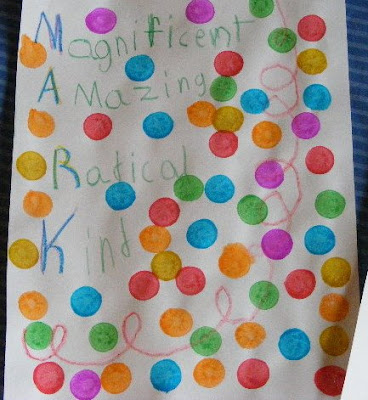 Magnificent
Amazing
Ratical
Kind